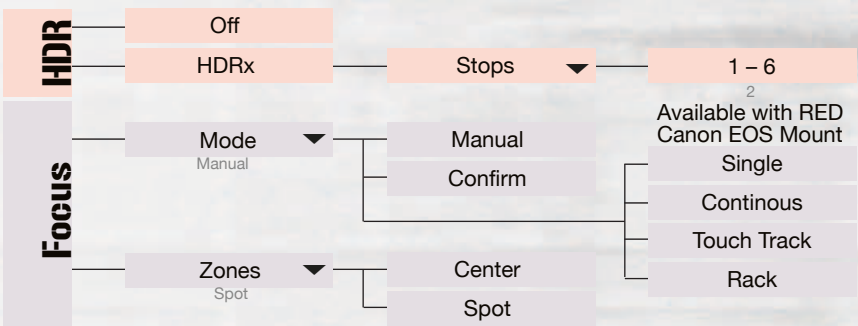 HDR
Off
HDRx
Stops
1 – 6
2
Focus
Mode
Manual
Manual
Confirm
Available with RED
Canon EOS Mount
Single
Continous
Touch Track
Rack
Zones
Spot
Center
Spot